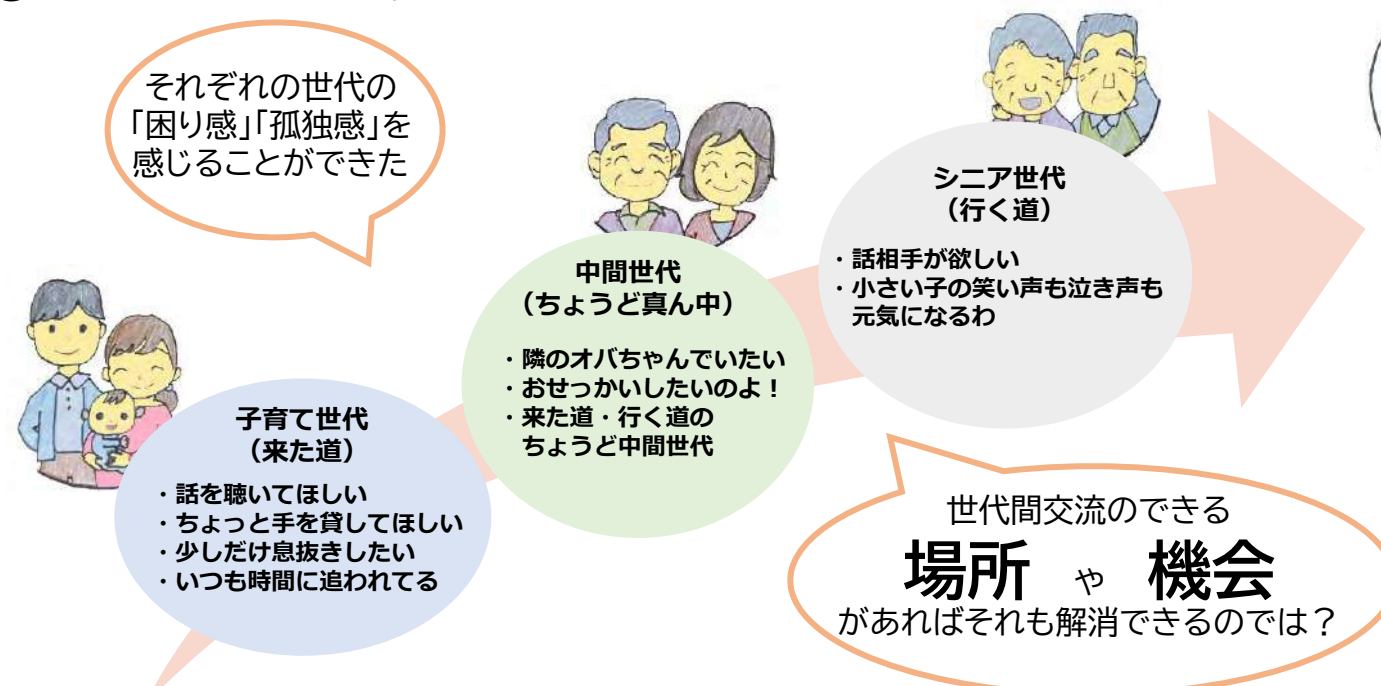 それぞれの世代の
「困り感」「孤独感」を
感じることができた
子育て世代
（来た道）
・話を聴いてほしい
・ちょっと手を貸してほしい
・少しだけ息抜きしたい
・いつも時間に追われてる
中間世代
（ちょうど真ん中）
・隣のオバちゃんでいたい
・おせっかいしたいのよ！
・来た道・行く道の
ちょうど中間世代
シニア世代
（行く道）
・話相手が欲しい
・小さい子の笑い声も泣き声も
元気になるわ
世代間交流のできる
場所 や 機会
があればそれも解消できるのでは？